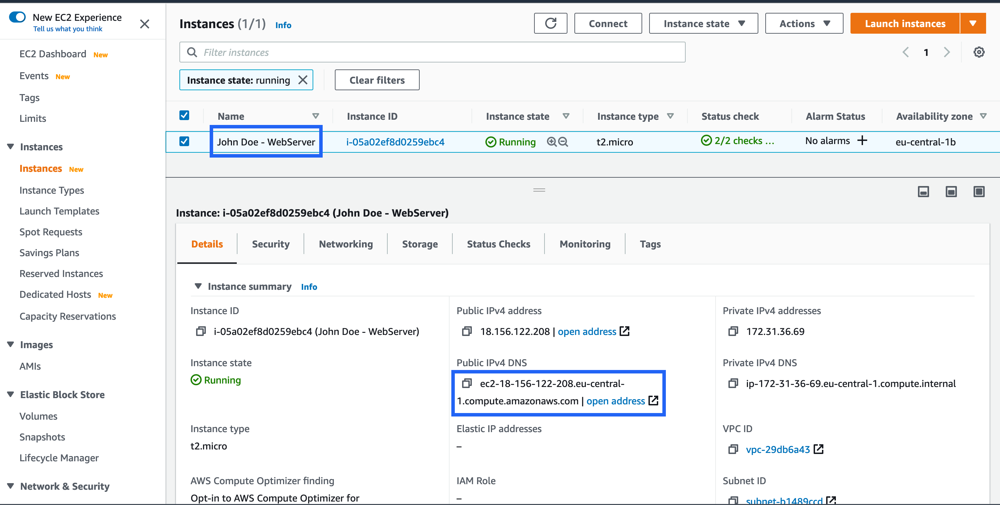 New EC2 Experience
Tell us what you think
EC2 Dashboard New
Events New
Tags
Limits
Instances
Instances New
Instance Types
Launch Templates
Spot Requests
Savings Plans
Reserved Instances
Dedicated Hosts New
Capacity Reservations
Images
AMIs
Elastic Block Store
Volumes
Snapshots
Lifecycle Manager
Network & Security
Instances (1/1) Info
Connect
Instance state
Actions
Launch instances
Filter instances
1
Instance state: running
Clear filters
Name Instance ID Instance state Instance type Status check Alarm Status Availability zone
John Doe - WebServer i-05a02ef8d0259ebc4 Running t2.micro 2/2 checks ... No alarms + eu-central-1b
Instance: i-05a02ef8d0259ebc4 (John Doe - WebServer)
Details Security Networking Storage Status Checks Monitoring Tags
Instance summary Info
Instance ID
i-05a02ef8d0259ebc4 (John Doe - WebServer)
Public IPv4 address
18.156.122.208 | open address
Private IPv4 addresses
172.31.36.69
Instance state
Running
Public IPv4 DNS
ec2-18-156-122-208.eu-central-
1.compute.amazonaws.com | open address
Private IPv4 DNS
ip-172-31-36-69.eu-central-1.compute.internal
Instance type
t2.micro
Elastic IP addresses
–
VPC ID
vpc-29db6a43
AWS Compute Optimizer finding
Opt-in to AWS Compute Optimizer for
IAM Role
–
Subnet ID
subnet-b1489ccd